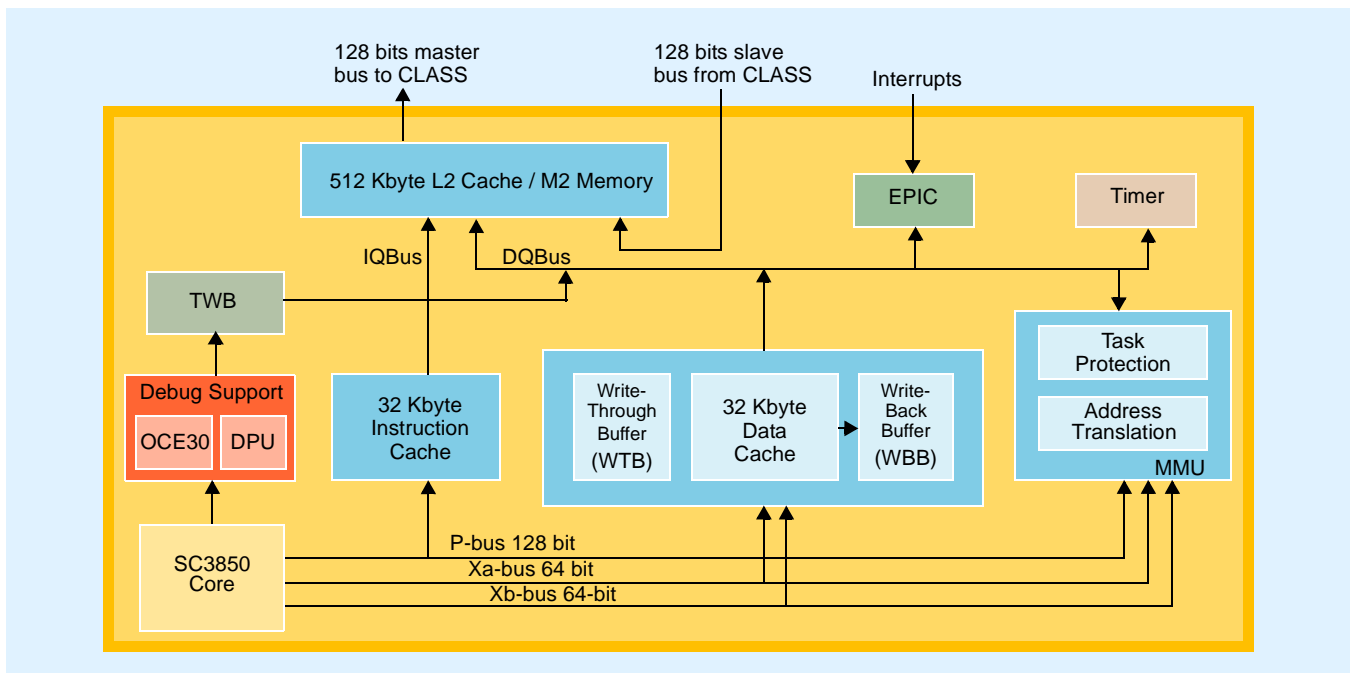 128 bits master
bus to CLASS
128 bits slave
bus from CLASS
Interrupts
512 Kbyte L2 Cache / M2 Memory
EPIC
Timer
IQBus
DQBus
TWB
Task
Protection
Address
Translation
MMU
Debug Support
OCE30
DPU
32 Kbyte
Instruction
Cache
Write-
Through
Buffer
(WTB)
32 Kbyte
Data
Cache
Write-
Back
Buffer
(WBB)
SC3850
Core
P-bus 128 bit
Xa-bus 64 bit
Xb-bus 64-bit